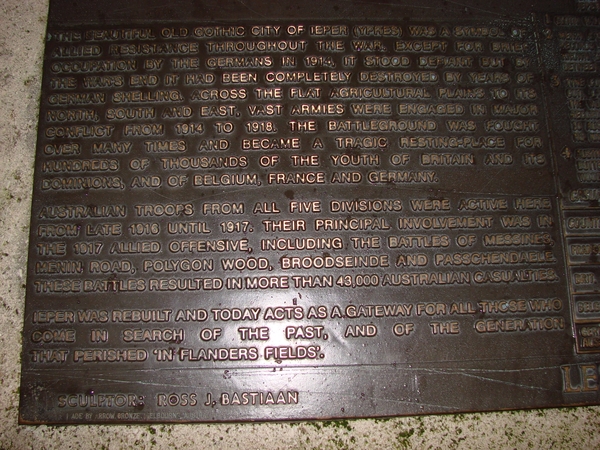 THE BEAUTIFUL OLD GOTHIC CITY OF IEPER (YPRES) WAS A SYMBOL OF
ALLIED RESISTANCE THROUGHOUT THE WAR. EXCEPT FOR BRIEF
OCCUPATION BY THE GERMANS IN 1914, IT STOOD DEFIANT BUT BY
THE WARS END IT HAD BEEN COMPLETELY DESTROYED BY YEARS OF
GERMAN SHELLING. ACROSS THE FLAT AGRICULTURAL PLAINS TO ITS
NORTH, SOUTH AND EAST, VAST ARMIES WERE ENGAGED IN MAJOR
CONFLICT FROM 1914 TO 1918. THE BATTLEGROUND WAS FOUGHT
OVER MANY TIMES AND BECAME A TRAGIC RESTING-PLACE FOR
HUNDREDS OF THOUSANDS OF THE YOUTH OF BRITAIN AND ITS
DOMINIONS, AND OF BELGIUM, FRANCE AND GERMANY.
AUSTRALIAN TROOPS FROM ALL FIVE DIVISIONS WERE ACTIVE HERE
FROM LATE 1916 UNTIL 1917. THEIR PRINCIPAL INVOLVEMENT WAS IN
THE 1917 ALLIED OFFENSIVE, INCLUDING THE BATTLES OF MESSINES,
MENIN ROAD, POLYGON WOOD, BROODSEINDE AND PASSCHENDAELE.
THESE BATTLES RESULTED IN MORE THAN 43,000 AUSTRALIAN CASUALTIES.
IEPER WAS REBUILT AND TODAY ACTS AS A GATEWAY FOR ALL THOSE WHO
COME IN SEARCH OF THE PAST, AND OF THE GENERATION
THAT PERISHED 'IN FLANDERS FIELDS'.
SCULPTOR: ROSS J. BASTIAAN